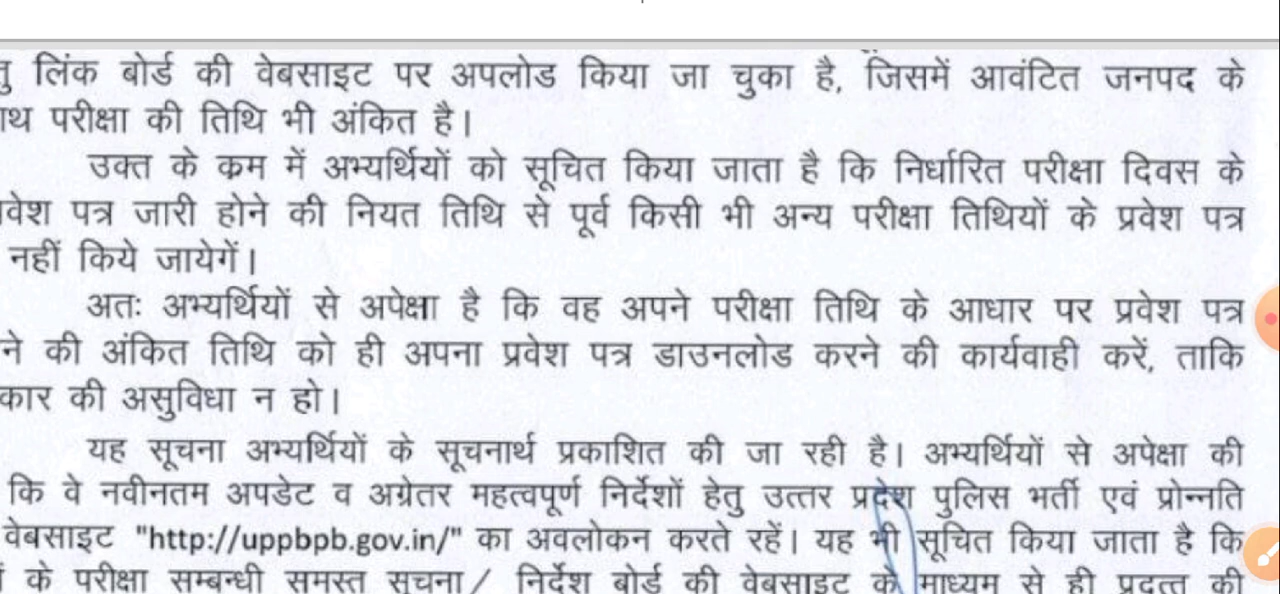 लिंक बोर्ड की वेबसाइट पर अपलोड किया जा चुका है, जिसमें आवंटित जनपद के
परीक्षा की तिथि भी अंकित है।
उक्त के क्रम में अभ्यर्थियों को सूचित किया जाता है कि निर्धारित परीक्षा दिवस के
पत्र जारी होने की नियत तिथि से पूर्व किसी भी अन्य परीक्षा तिथियों के प्रवेश पत्र
नहीं किये जायेगें।
अतः अभ्यर्थियों से अपेक्षा है कि वह अपने परीक्षा तिथि के आधार पर प्रवेश पत्र
ने की अंकित तिथि को ही अपना प्रवेश पत्र डाउनलोड करने की कार्यवाही करें, ताकि
कार की असुविधा न हो।
यह सूचना अभ्यर्थियों के सूचनार्थ प्रकाशित की जा रही है। अभ्यर्थियों से अपेक्षा की
कि वे नवीनतम अपडेट व अग्रेतर महत्वपूर्ण निर्देशों हेतु उत्तर प्रदेश पुलिस भर्ती एवं प्रोन्नति
वेबसाइट "http://uppbpb.gov.in/" का अवलोकन करते रहें। यह भी सूचित किया जाता है कि
के परीक्षा सम्बन्धी समस्त सूचना/ निर्देश बोर्ड की वेबसाइट के माध्यम से ही प्रदत्त की